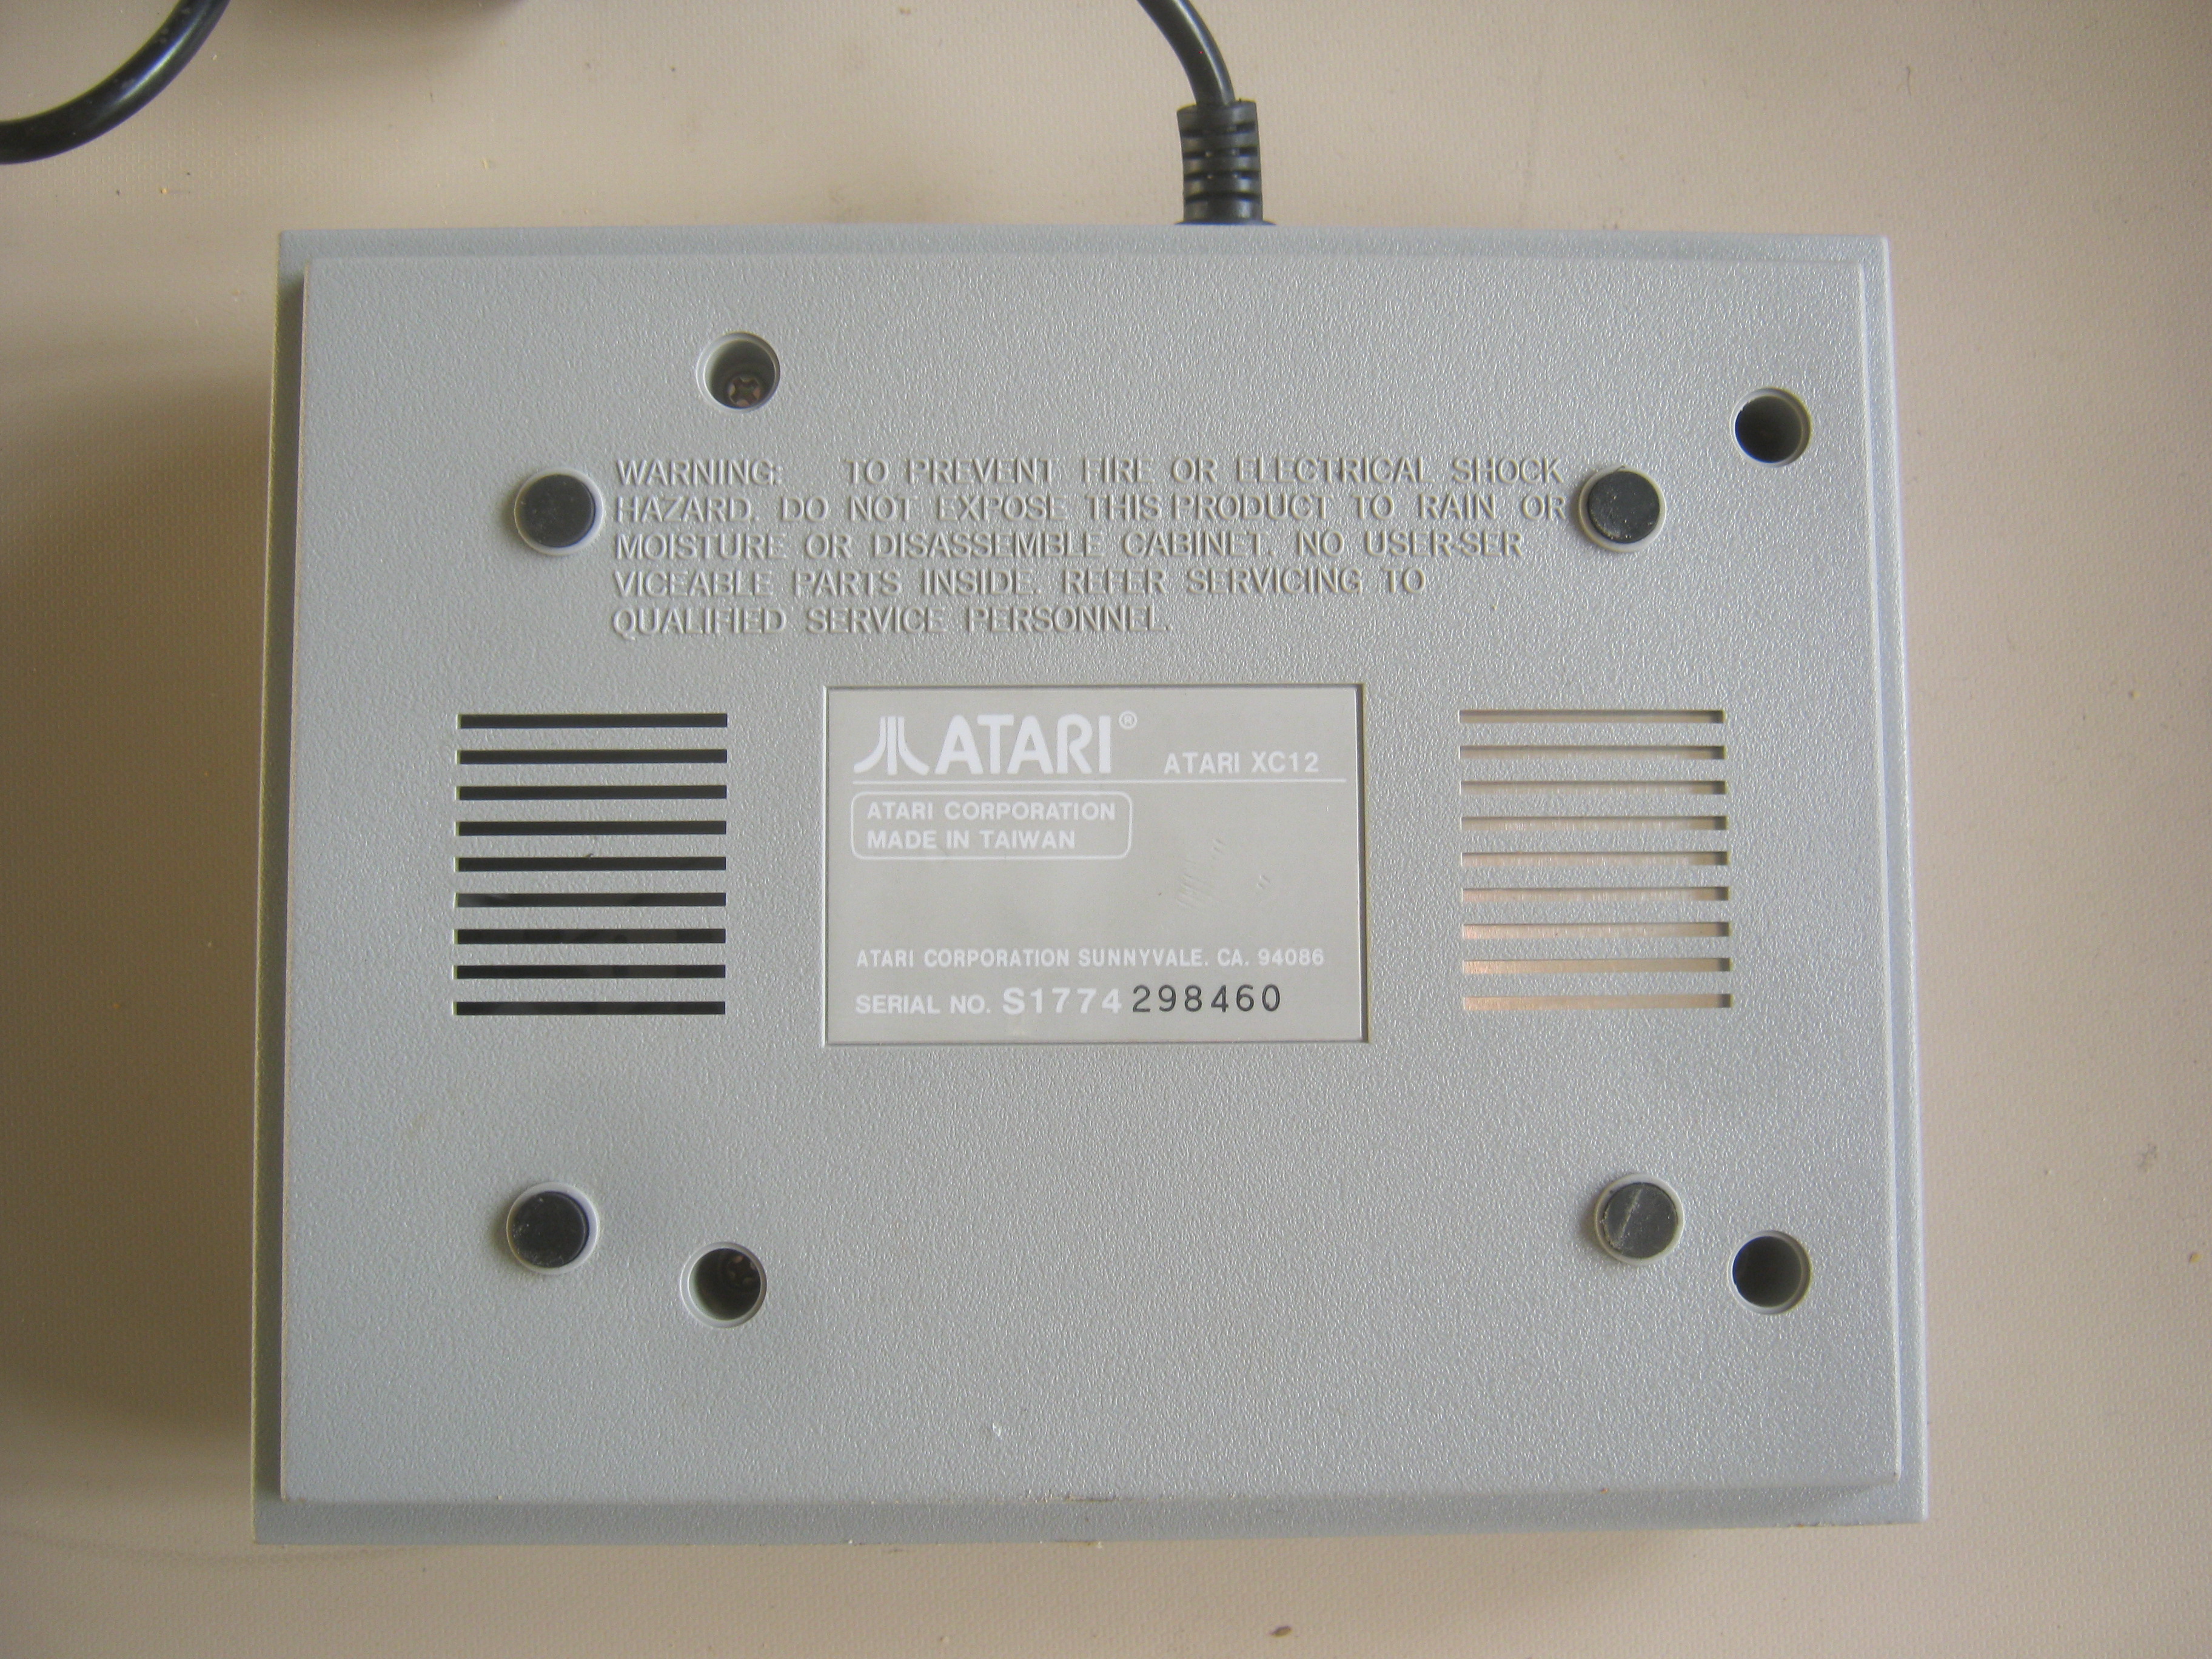 WARNING: TO PREVENT FIRE OR ELECTRICAL SHOCK
HAZARD. DO NOT EXPOSE THIS PRODUCT TO RAIN OR
MOISTURE OR DISASSEMBLE CABINET. NO USER-SER
VICEABLE PARTS INSIDE. REFER SERVICING TO
QUALIFIED SERVICE PERSONNEL
ATARI®
ATARI XC12
ATARI CORPORATION
MADE IN TAIWAN
ATARI CORPORATION SUNNYVALE. CA. 94086
SERIAL NO. S1774 298460